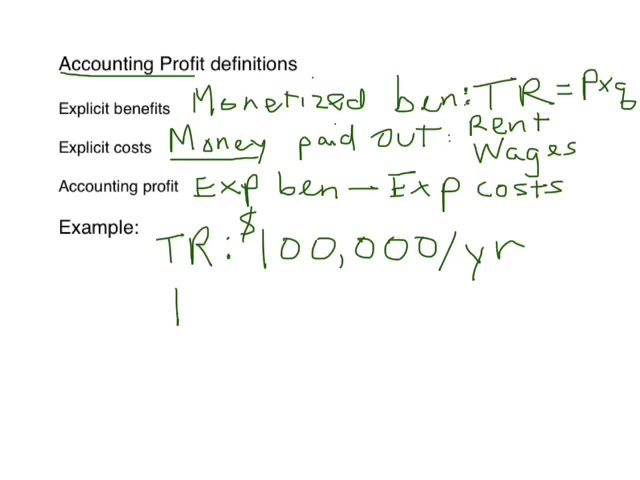 Accounting Profit definitions
Explicit benefits Monetized ben: TR = P×q
Explicit costs Money paid out: Rent
Wages
Accounting profit Exp ben — Exp costs
Example:
TR: $100,000/yr